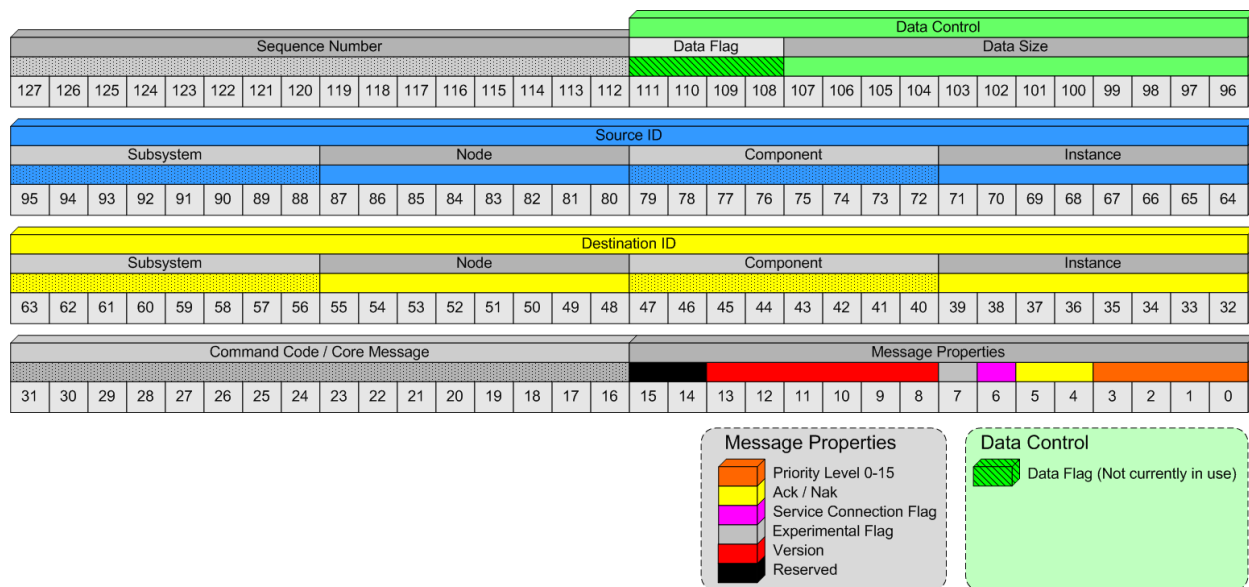 Data Control
Sequence Number Data Flag Data Size
127 126 125 124 123 122 121 120 119 118 117 116 115 114 113 112 111 110 109 108 107 106 105 104 103 102 101 100 99 98 97 96
Source ID
Subsystem Node Component Instance
95 94 93 92 91 90 89 88 87 86 85 84 83 82 81 80 79 78 77 76 75 74 73 72 71 70 69 68 67 66 65 64
Destination ID
Subsystem Node Component Instance
63 62 61 60 59 58 57 56 55 54 53 52 51 50 49 48 47 46 45 44 43 42 41 40 39 38 37 36 35 34 33 32
Command Code / Core Message Message Properties
31 30 29 28 27 26 25 24 23 22 21 20 19 18 17 16 15 14 13 12 11 10 9 8 7 6 5 4 3 2 1 0
Message Properties
Priority Level 0-15
Ack / Nak
Service Connection Flag
Experimental Flag
Version
Reserved
Data Control
Data Flag (Not currently in use)